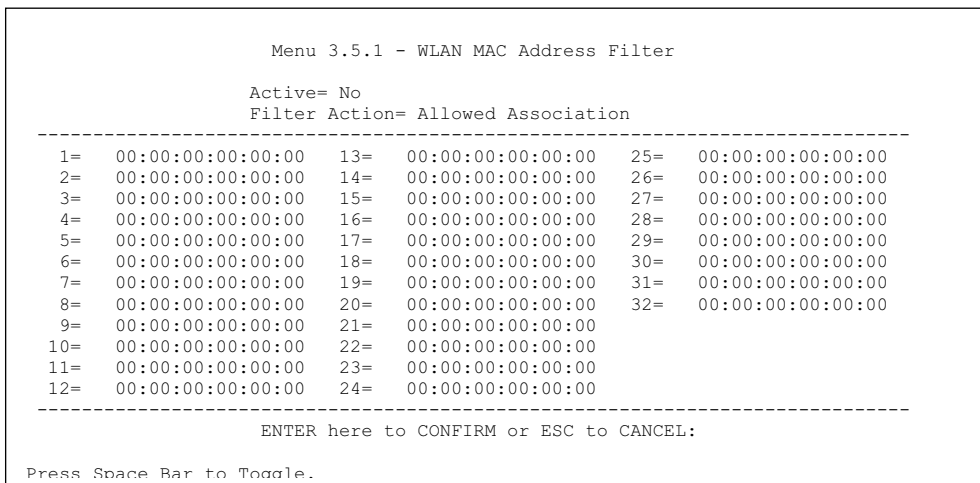 Menu 3.5.1 - WLAN MAC Address Filter
Active= No
Filter Action= Allowed Association
------------------------------------------------------------------------------
1= 00:00:00:00:00:00 13= 00:00:00:00:00:00 25= 00:00:00:00:00:00
2= 00:00:00:00:00:00 14= 00:00:00:00:00:00 26= 00:00:00:00:00:00
3= 00:00:00:00:00:00 15= 00:00:00:00:00:00 27= 00:00:00:00:00:00
4= 00:00:00:00:00:00 16= 00:00:00:00:00:00 28= 00:00:00:00:00:00
5= 00:00:00:00:00:00 17= 00:00:00:00:00:00 29= 00:00:00:00:00:00
6= 00:00:00:00:00:00 18= 00:00:00:00:00:00 30= 00:00:00:00:00:00
7= 00:00:00:00:00:00 19= 00:00:00:00:00:00 31= 00:00:00:00:00:00
8= 00:00:00:00:00:00 20= 00:00:00:00:00:00 32= 00:00:00:00:00:00
9= 00:00:00:00:00:00 21= 00:00:00:00:00:00
10= 00:00:00:00:00:00 22= 00:00:00:00:00:00
11= 00:00:00:00:00:00 23= 00:00:00:00:00:00
12= 00:00:00:00:00:00 24= 00:00:00:00:00:00
------------------------------------------------------------------------------
ENTER here to CONFIRM or ESC to CANCEL:
Press Space Bar to Toggle.